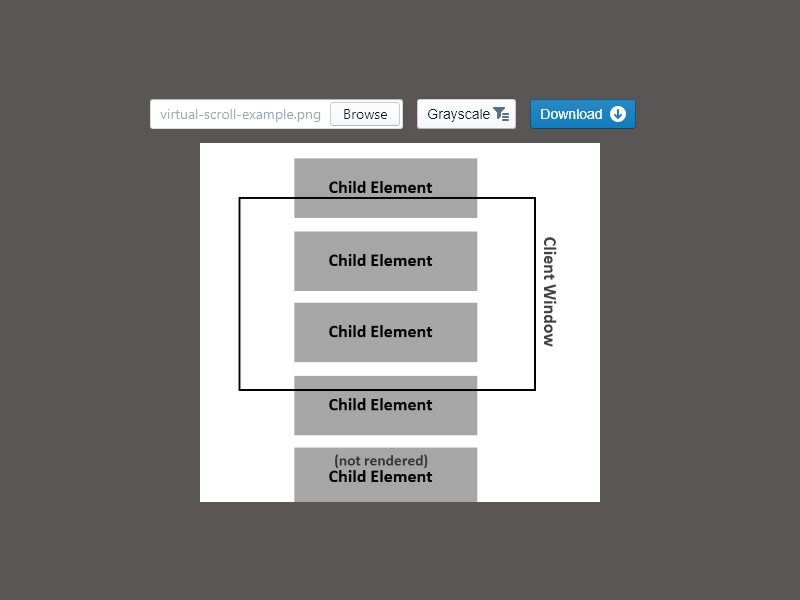 virtual-scroll-example.png Browse Grayscale Download
Child Element
Child Element
Client Window
Child Element
Child Element
(not rendered)
Child Element